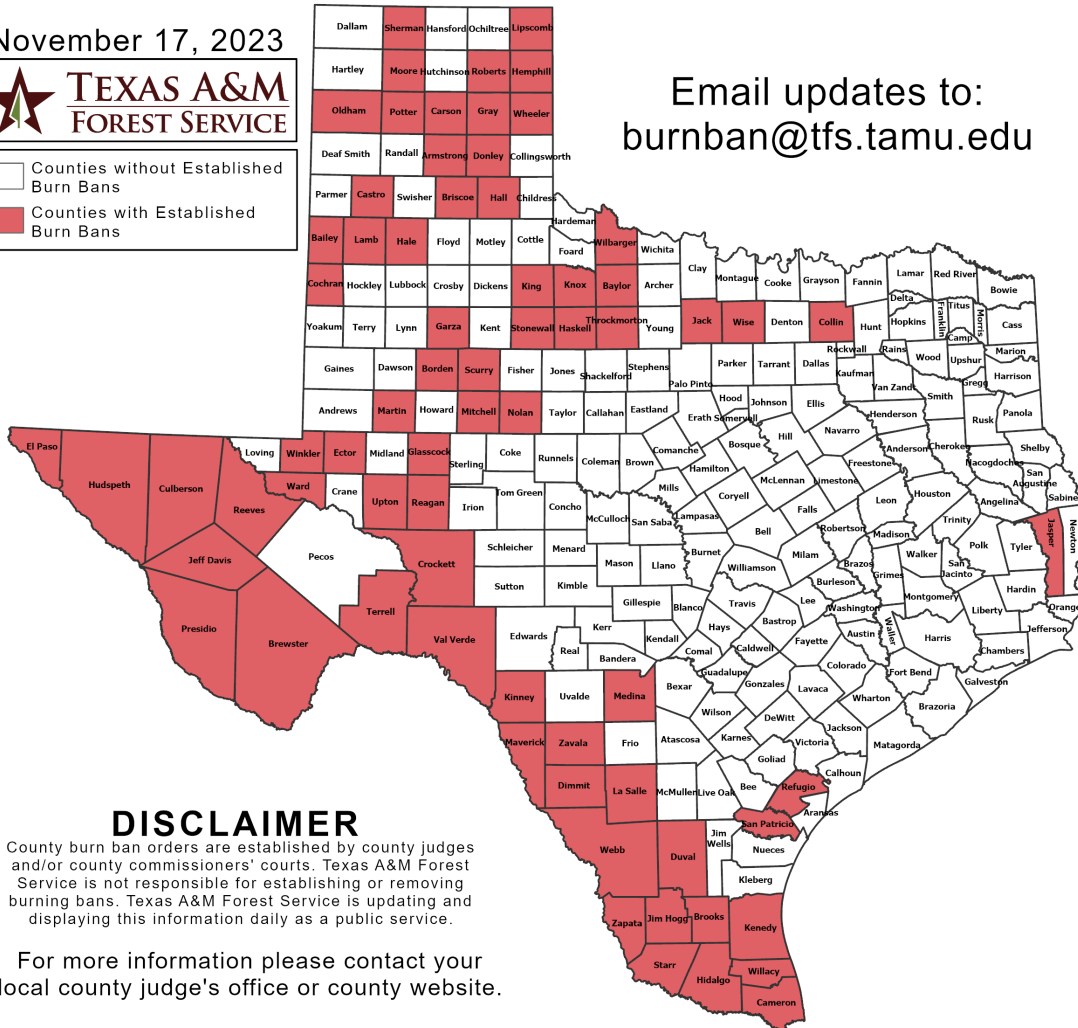 November 17, 2023
TEXAS A&M
FOREST SERVICE
Counties without Established
Burn Bans
Counties with Established
Burn Bans
Email updates to:
burnban@tfs.tamu.edu
Dallam Sherman Hansford Ochiltree Lipscomb
Hartley Moore Hutchinson Roberts Hemphill
Oldham Potter Carson Gray Wheeler
Deaf Smith Randall Armstrong Donley Collingsworth
Parmer Castro Swisher Briscoe Hall Childress
Hardeman
Bailey Lamb Hale Floyd Motley Cottle Foard Wilbarger Wichita
Clay Montague Cooke Grayson Fannin Lamar Red River Bowie
Cochran Hockley Lubbock Crosby Dickens King Knox Baylor Archer
Delta Franklin Titus Morris
Yoakum Terry Lynn Garza Kent Stonewall Haskell Throckmorton Young Jack Wise Denton Collin Hunt Hopkins Camp Cass
Rockwall Rains Wood Upshur Marion
Gaines Dawson Borden Scurry Fisher Jones Shackelford Stephens Palo Pinto Parker Tarrant Dallas Kaufman Van Zandt Smith Gregg Harrison
Andrews Martin Howard Mitchell Nolan Taylor Callahan Eastland Erath Hood Somervell Johnson Ellis Henderson Rusk Panola
El Paso Hudspeth Culberson Reeves Loving Winkler Ector Midland Glasscock Sterling Coke Runnels Coleman Brown Comanche Hamilton Bosque Hill Navarro Freestone Anderson Cherokee Nacogdoches Shelby
San
Augustine
Sabine
Ward Crane Upton Reagan Irion Tom Green Concho McCulloch San Saba Mills Lampasas Coryell McLennan Limestone Falls Leon Houston Angelina Trinity
Jeff Davis Pecos Crockett Schleicher Menard Mason Llano Burnet Bell Milam Robertson Madison Walker Polk Tyler Jasper Newton
San
Jacinto
Terrell Sutton Kimble Gillespie Blanco Williamson Burleson Brazos Grimes Montgomery Liberty Hardin Orange
Presidio Brewster Val Verde Edwards Real Kerr Bandera Kendall Hays Travis Bastrop Lee Washington Waller Austin Harris Chambers Jefferson
Comal Caldwell Fayette Colorado Fort Bend Galveston
Kinney Uvalde Medina Bexar Guadalupe Gonzales Lavaca Wharton Brazoria
Maverick Zavala Frio Atascosa Wilson Karnes DeWitt Jackson Matagorda
Victoria Goliad Calhoun
Dimmit La Salle McMullen Live Oak Bee Refugio Aransas
San Patricio
Webb Duval
Jim
Wells
Nueces
Kleberg
Zapata Jim Hogg Brooks Kenedy
Starr Hidalgo Willacy
Cameron
DISCLAIMER
County burn ban orders are established by county judges
and/or county commissioners' courts. Texas A&M Forest
Service is not responsible for establishing or removing
burning bans. Texas A&M Forest Service is updating and
displaying this information daily as a public service.
For more information please contact your
local county judge's office or county website.